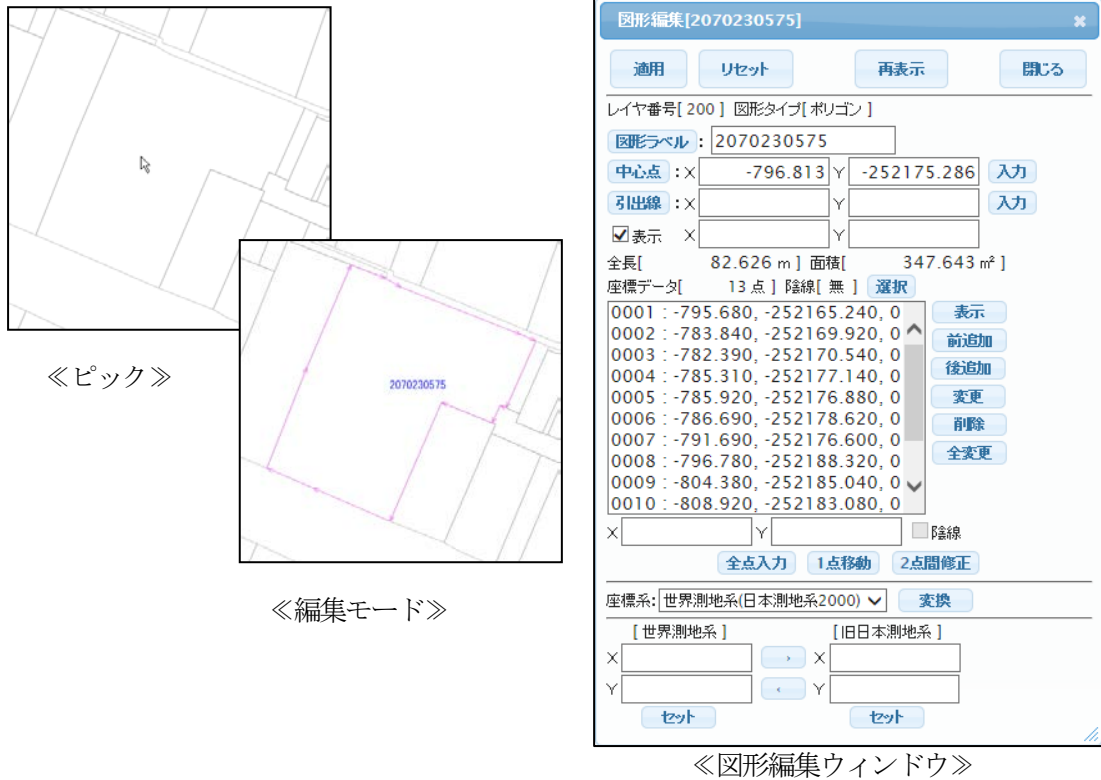 ≪ピック≫
2070230575
≪編集モード≫
図形編集[2070230575]
適用 リセット 再表示 閉じる
レイヤ番号[ 200 ] 図形タイプ[ ポリゴン ]
図形ラベル : 2070230575
中心点 : X -796.813 Y -252175.286 入力
引出線 : X Y 入力
表示 X Y
全長[ 82.626 m ] 面積[ 347.643 ㎡ ]
座標データ[ 13 点 ] 陰線[ 無 ] 選択
0001 : -795.680, -252165.240, 0 表示
0002 : -783.840, -252169.920, 0
0003 : -782.390, -252170.540, 0 前追加
0004 : -785.310, -252177.140, 0 後追加
0005 : -785.920, -252176.880, 0 変更
0006 : -786.690, -252178.620, 0 削除
0007 : -791.690, -252176.600, 0
0008 : -796.780, -252188.320, 0 全変更
0009 : -804.380, -252185.040, 0
0010 : -808.920, -252183.080, 0
X Y 陰線
全点入力 1点移動 2点間修正
座標系: 世界測地系(日本測地系2000) 変換
[ 世界測地系 ] [ 旧日本測地系 ]
X › X
Y ‹ Y
セット セット
≪図形編集ウィンドウ≫